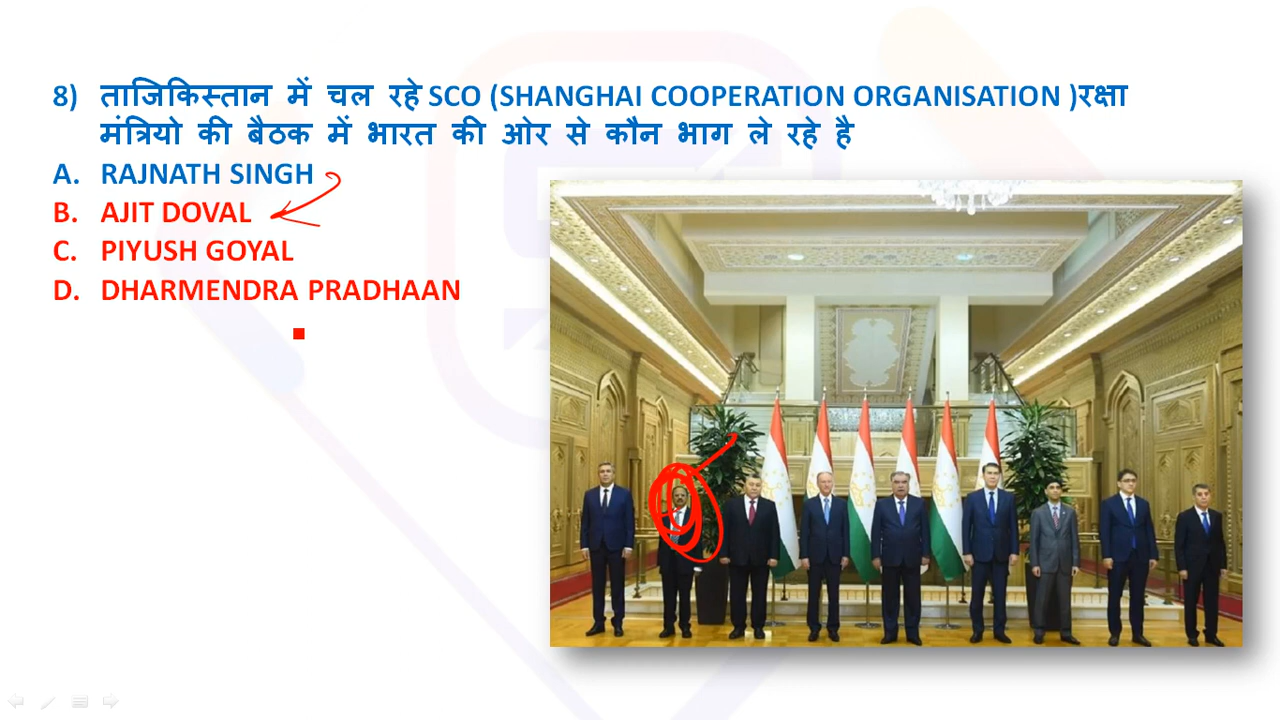 8) ताजिकिस्तान में चल रहे SCO (SHANGHAI COOPERATION ORGANISATION )रक्षा
मंत्रियो की बैठक में भारत की ओर से कौन भाग ले रहे है
A. RAJNATH SINGH
B. AJIT DOVAL
C. PIYUSH GOYAL
D. DHARMENDRA PRADHAAN